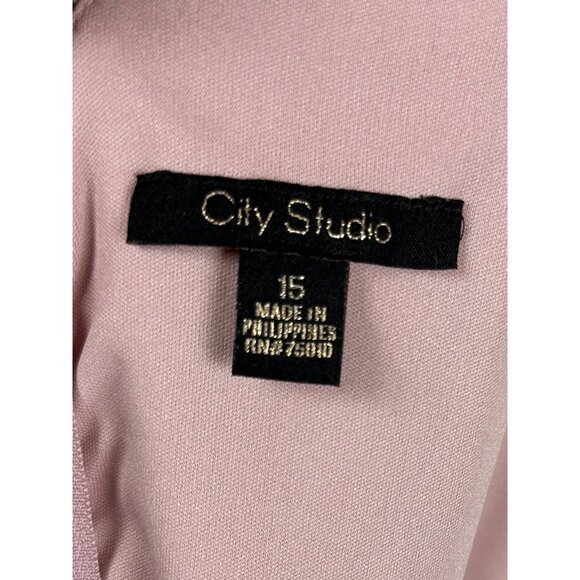 City Studio
15
MADE IN
PHILIPPINES
RN# 75010